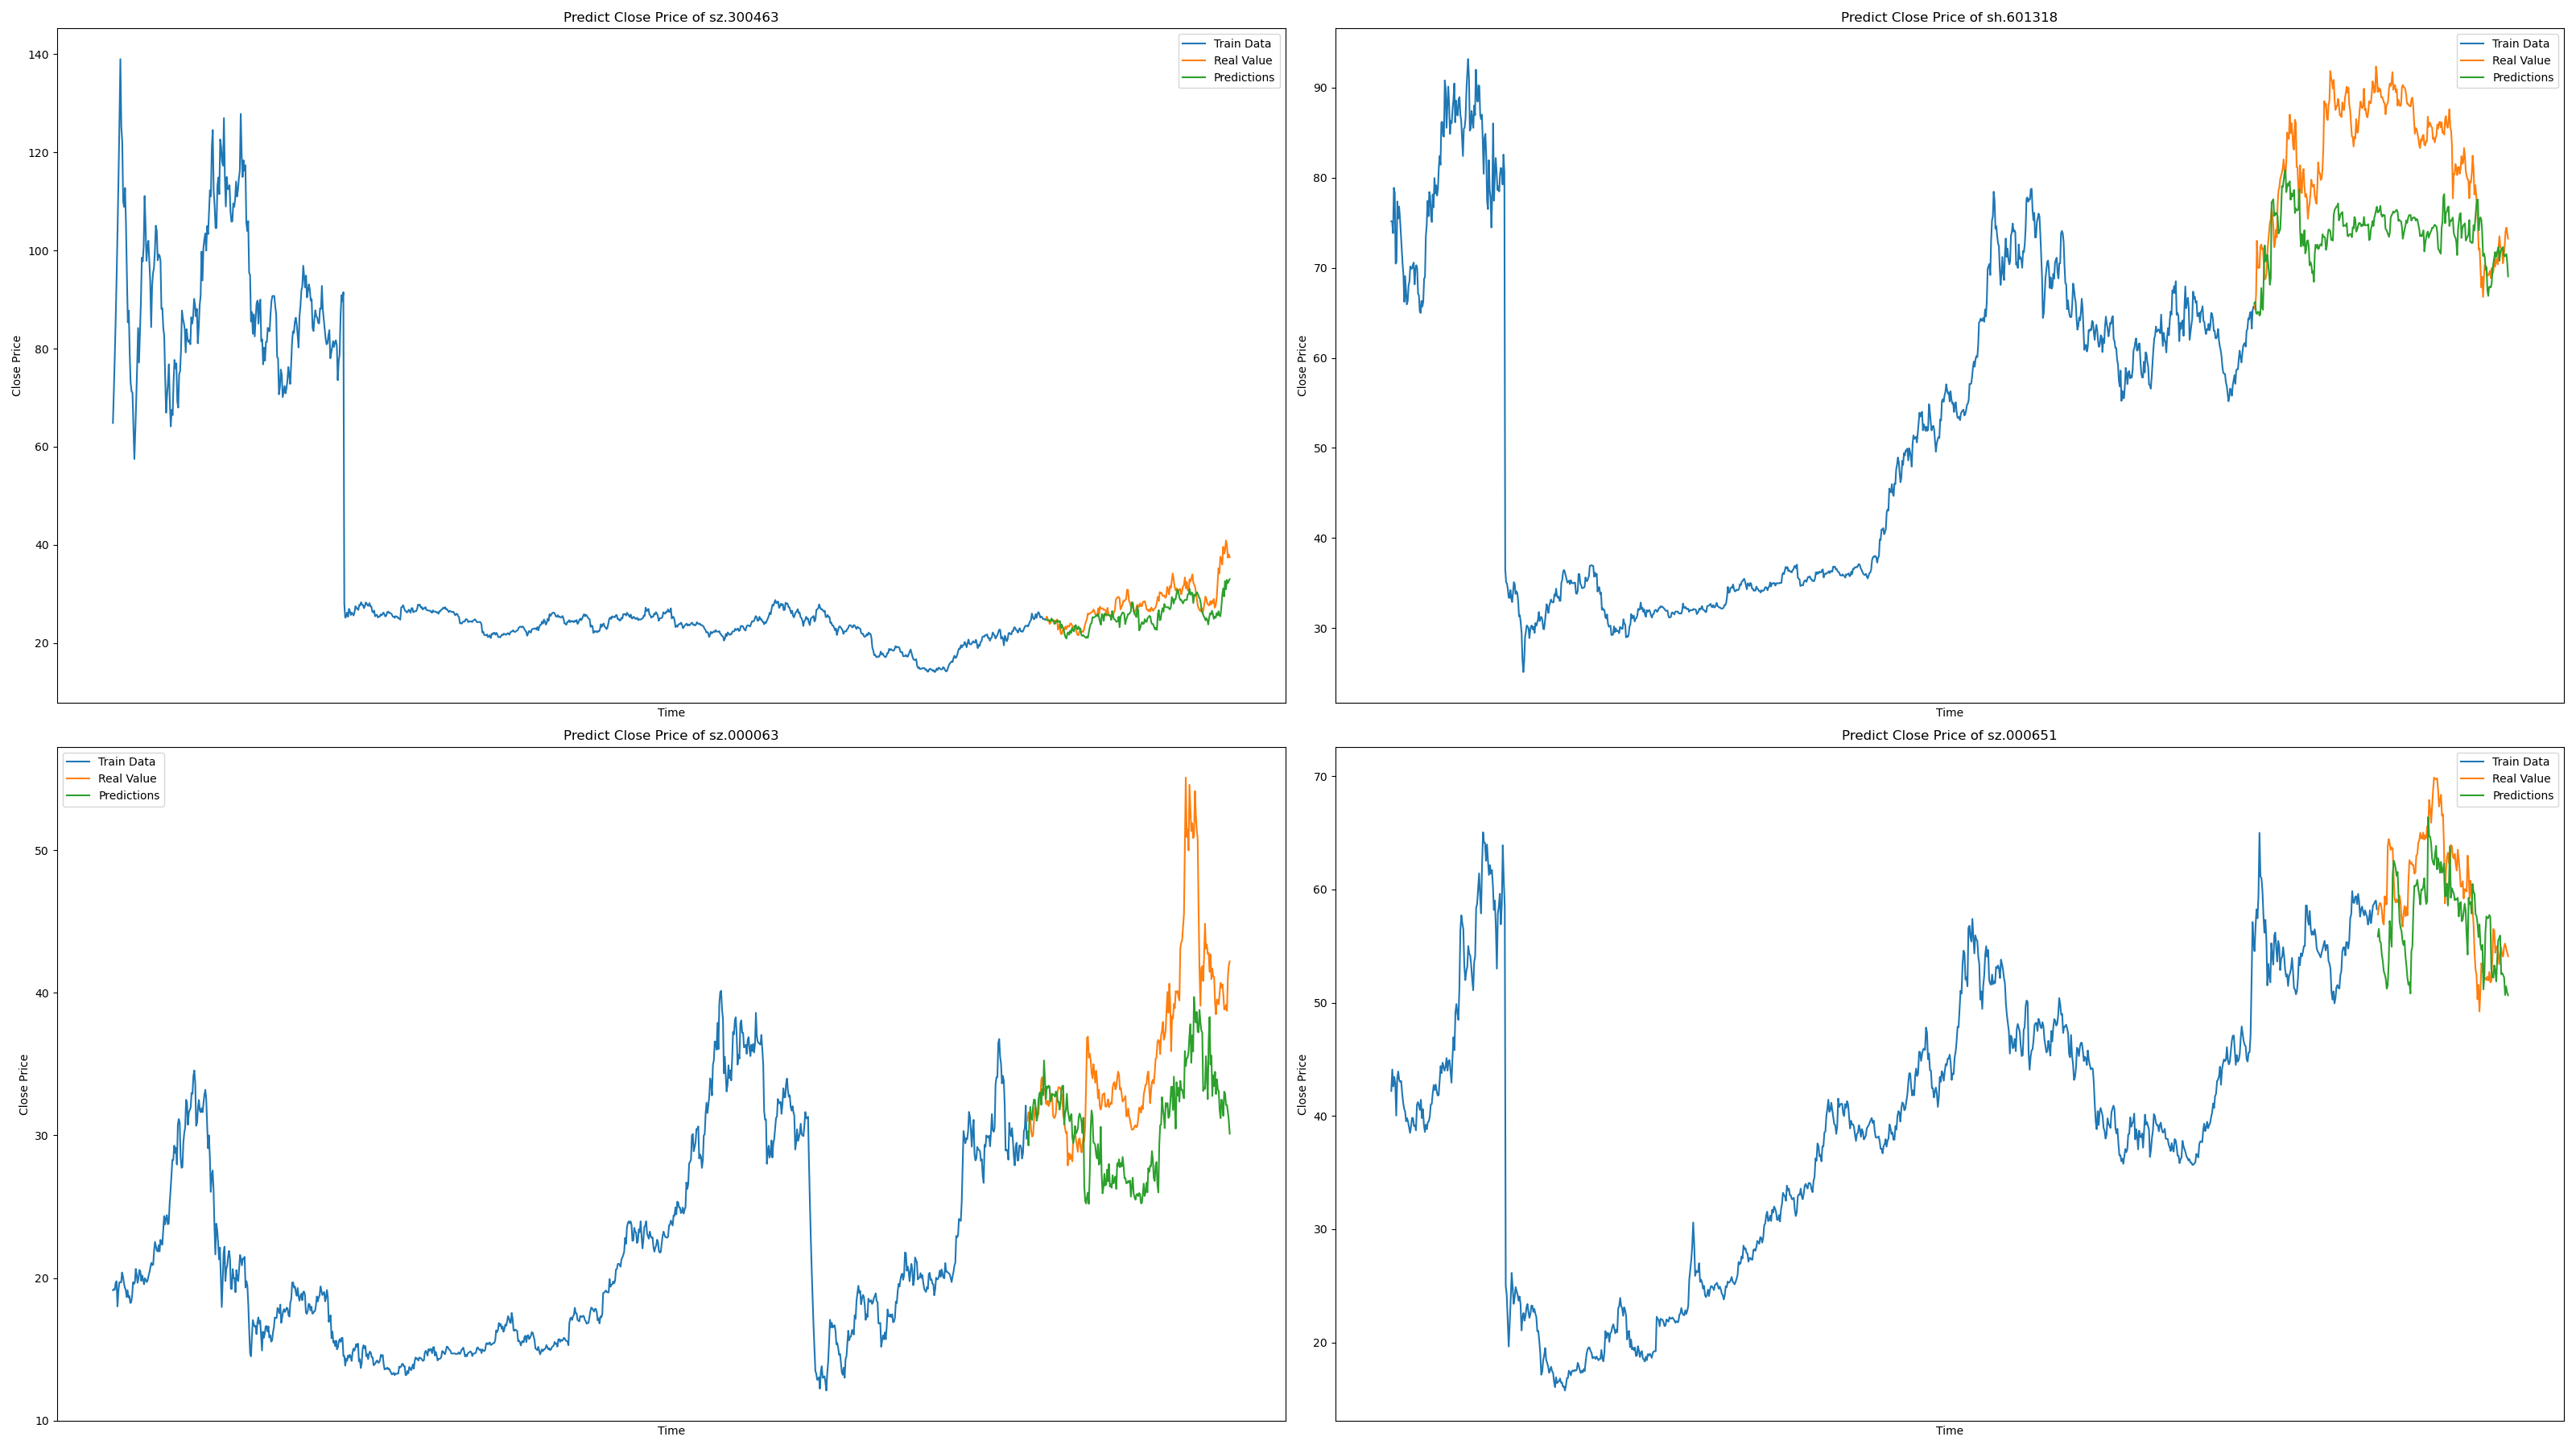 Predict Close Price of sz.300463
140
120
100
80
60
40
20
Close Price
Time
Train Data
Real Value
Predictions
Predict Close Price of sh.601318
90
80
70
60
50
40
30
Close Price
Time
Train Data
Real Value
Predictions
Predict Close Price of sz.000063
50
40
30
20
10
Close Price
Time
Train Data
Real Value
Predictions
Predict Close Price of sz.000651
70
60
50
40
30
20
Close Price
Time
Train Data
Real Value
Predictions